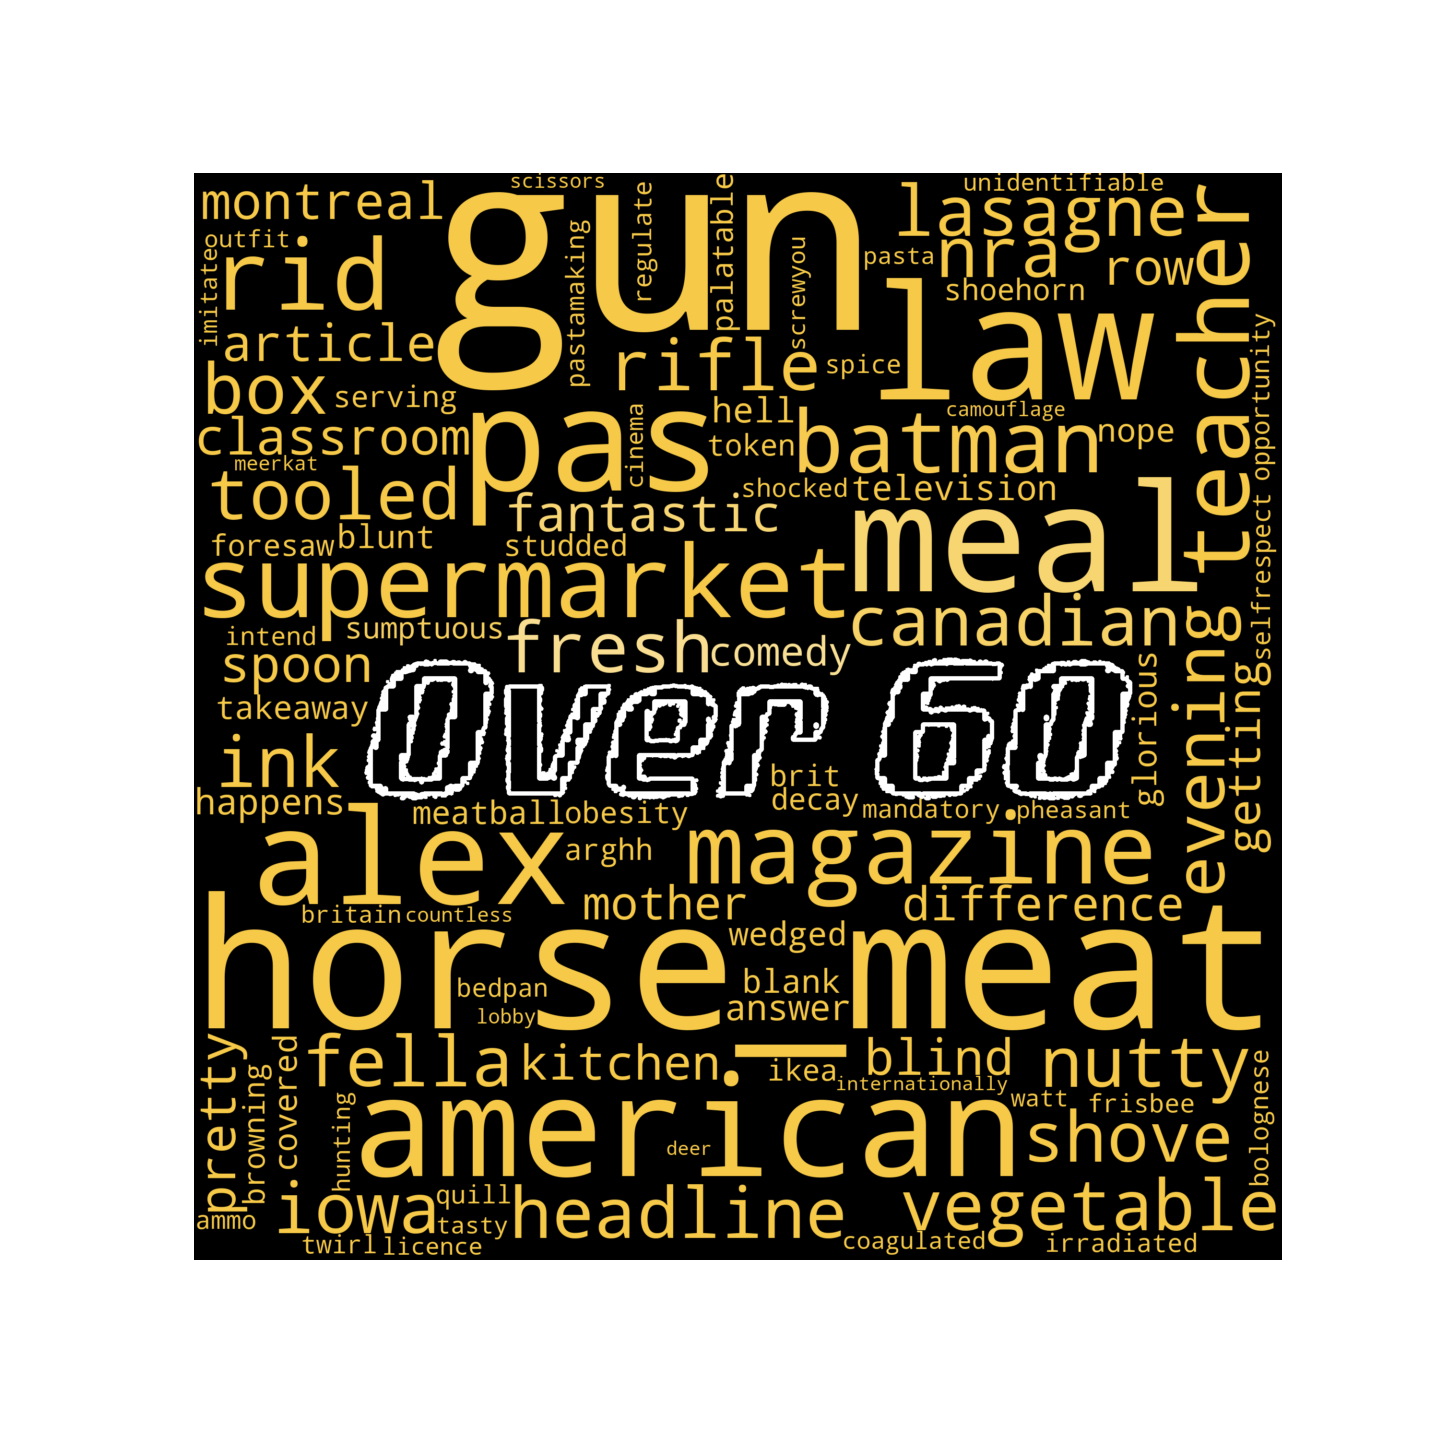 scissors
unidentifiable
montreal
gun
regulate
palatable
lasagne
teacher
outfit
imitated
rid
pastamaking
screwyou
pasta
nra
row
shoehorn
law
article
rifle
spice
opportunity
box
serving
cinema
hell
camouflage
classroom
pas
token
batman
nope
meerkat
tooled
shocked
television
fantastic
meal
foresaw
blunt
studded
supermarket
selfrespect
intend
sumptuous
fresh
comedy
canadian
spoon
Over 60
glorious
evening
getting
takeaway
ink
brit
happens
meatball
obesity
decay
mandatory
pheasant
alex
arghh
magazine
britain
countless
mother
difference
horse
wedged
meat
bedpan
blank
lobby
answer
_
pretty
browning
covered
fella
kitchen
ikea
blind
nutty
internationally
hunting
american
deer
watt
frisbee
shove
bolognese
ammo
iowa
quill
tasty
headline
vegetable
twirl
licence
coagulated
irradiated